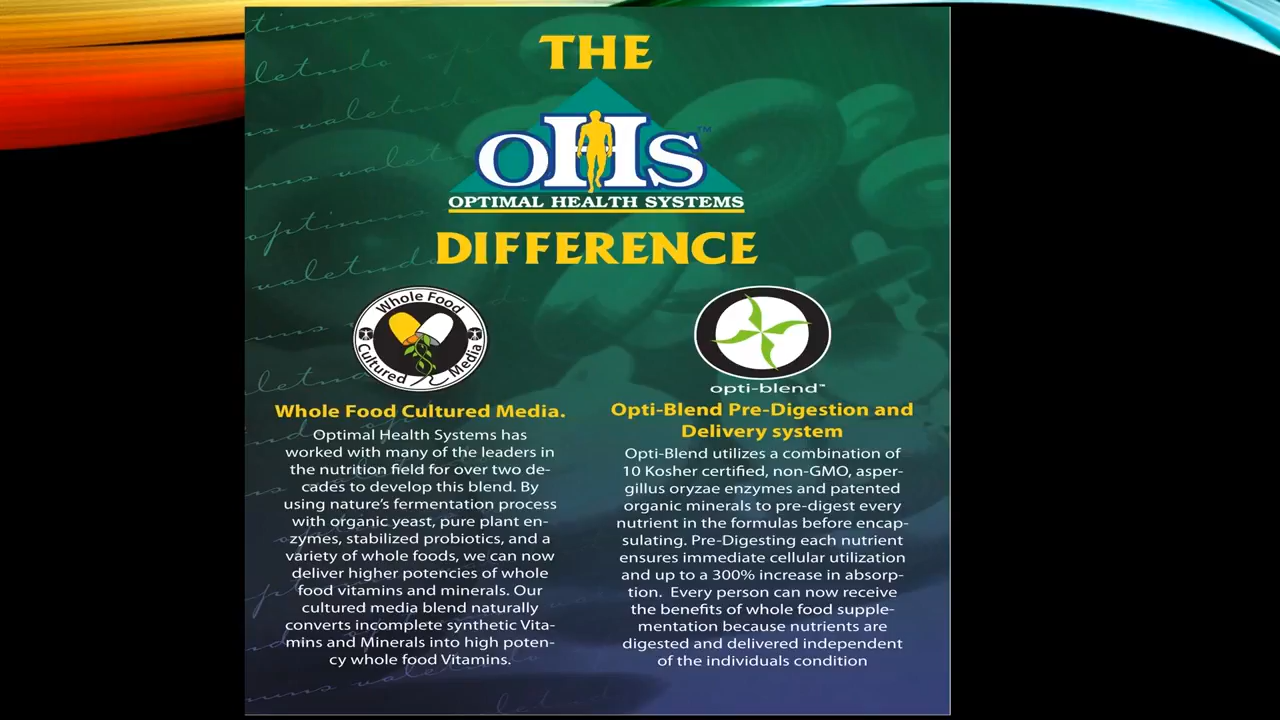 THE
OHS™
OPTIMAL HEALTH SYSTEMS
DIFFERENCE
Whole Food
Cultured Media
Whole Food Cultured Media.
Optimal Health Systems has
worked with many of the leaders in
the nutrition field for over two de-
cades to develop this blend. By
using nature's fermentation process
with organic yeast, pure plant en-
zymes, stabilized probiotics, and a
variety of whole foods, we can now
deliver higher potencies of whole
food vitamins and minerals. Our
cultured media blend naturally
converts incomplete synthetic Vita-
mins and Minerals into high poten-
cy whole food Vitamins.
opti-blend™
Opti-Blend Pre-Digestion and
Delivery system
Opti-Blend utilizes a combination of
10 Kosher certified, non-GMO, asper-
gillus oryzae enzymes and patented
organic minerals to pre-digest every
nutrient in the formulas before encap-
sulating. Pre-Digesting each nutrient
ensures immediate cellular utilization
and up to a 300% increase in absorp-
tion. Every person can now receive
the benefits of whole food supple-
mentation because nutrients are
digested and delivered independent
of the individuals condition